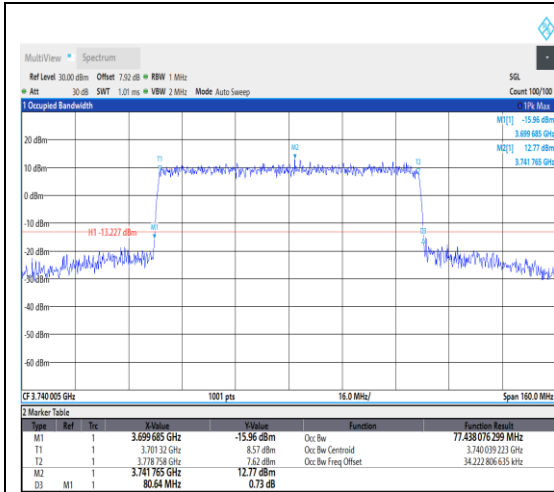 MultiView Spectrum
Ref Level 30.00 dBm Offset 7.92 dB RBW 1 MHz SGL
Att 30 dB SWT 1.01 ms VBW 2 MHz Mode Auto Sweep Count 100/100
1 Occupied Bandwidth 1Pk Max
M1[1] -15.96 dBm
3.699 685 GHz
M2[1] 12.77 dBm
3.741 765 GHz
20 dBm
M2
T1 T2
10 dBm
0 dBm
-10 dBm
M1
H1 -13.227 dBm
D3
-20 dBm
-30 dBm
-40 dBm
-50 dBm
-60 dBm
CF 3.740 005 GHz 1001 pts 16.0 MHz/ Span 160.0 MHz
2 Marker Table
Type Ref Trc X-Value Y-Value Function Function Result
M1 1 3.699 685 GHz -15.96 dBm Occ Bw 77.438 076 299 MHz
T1 1 3.701 32 GHz 8.57 dBm Occ Bw Centroid 3.740 039 223 GHz
T2 1 3.778 758 GHz 7.62 dBm Occ Bw Freq Offset 34.222 806 635 kHz
M2 1 3.741 765 GHz 12.77 dBm
D3 M1 1 80.64 MHz 0.73 dB